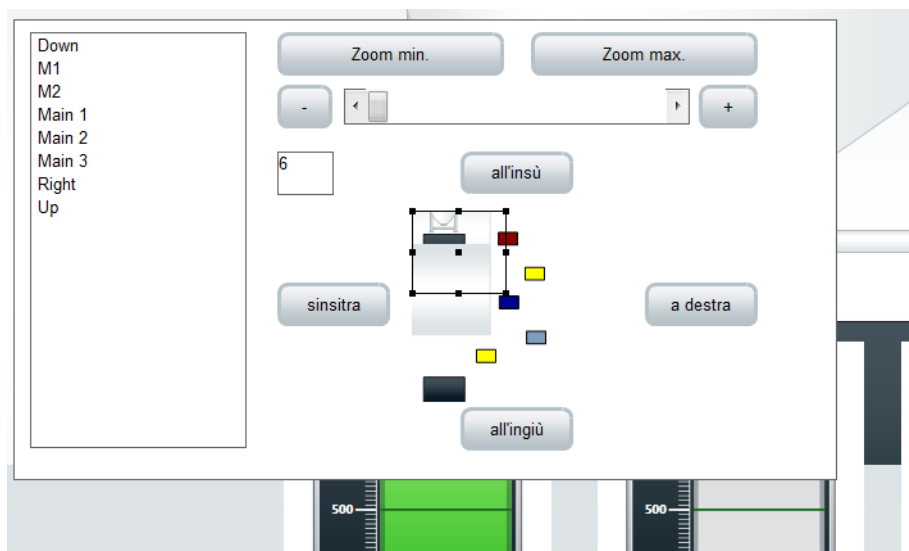 Down
M1
M2
Main 1
Main 2
Main 3
Right
Up
Zoom min.
Zoom max.
-
+
6
all'insù
sinsitra
a destra
all'ingiù
500
500